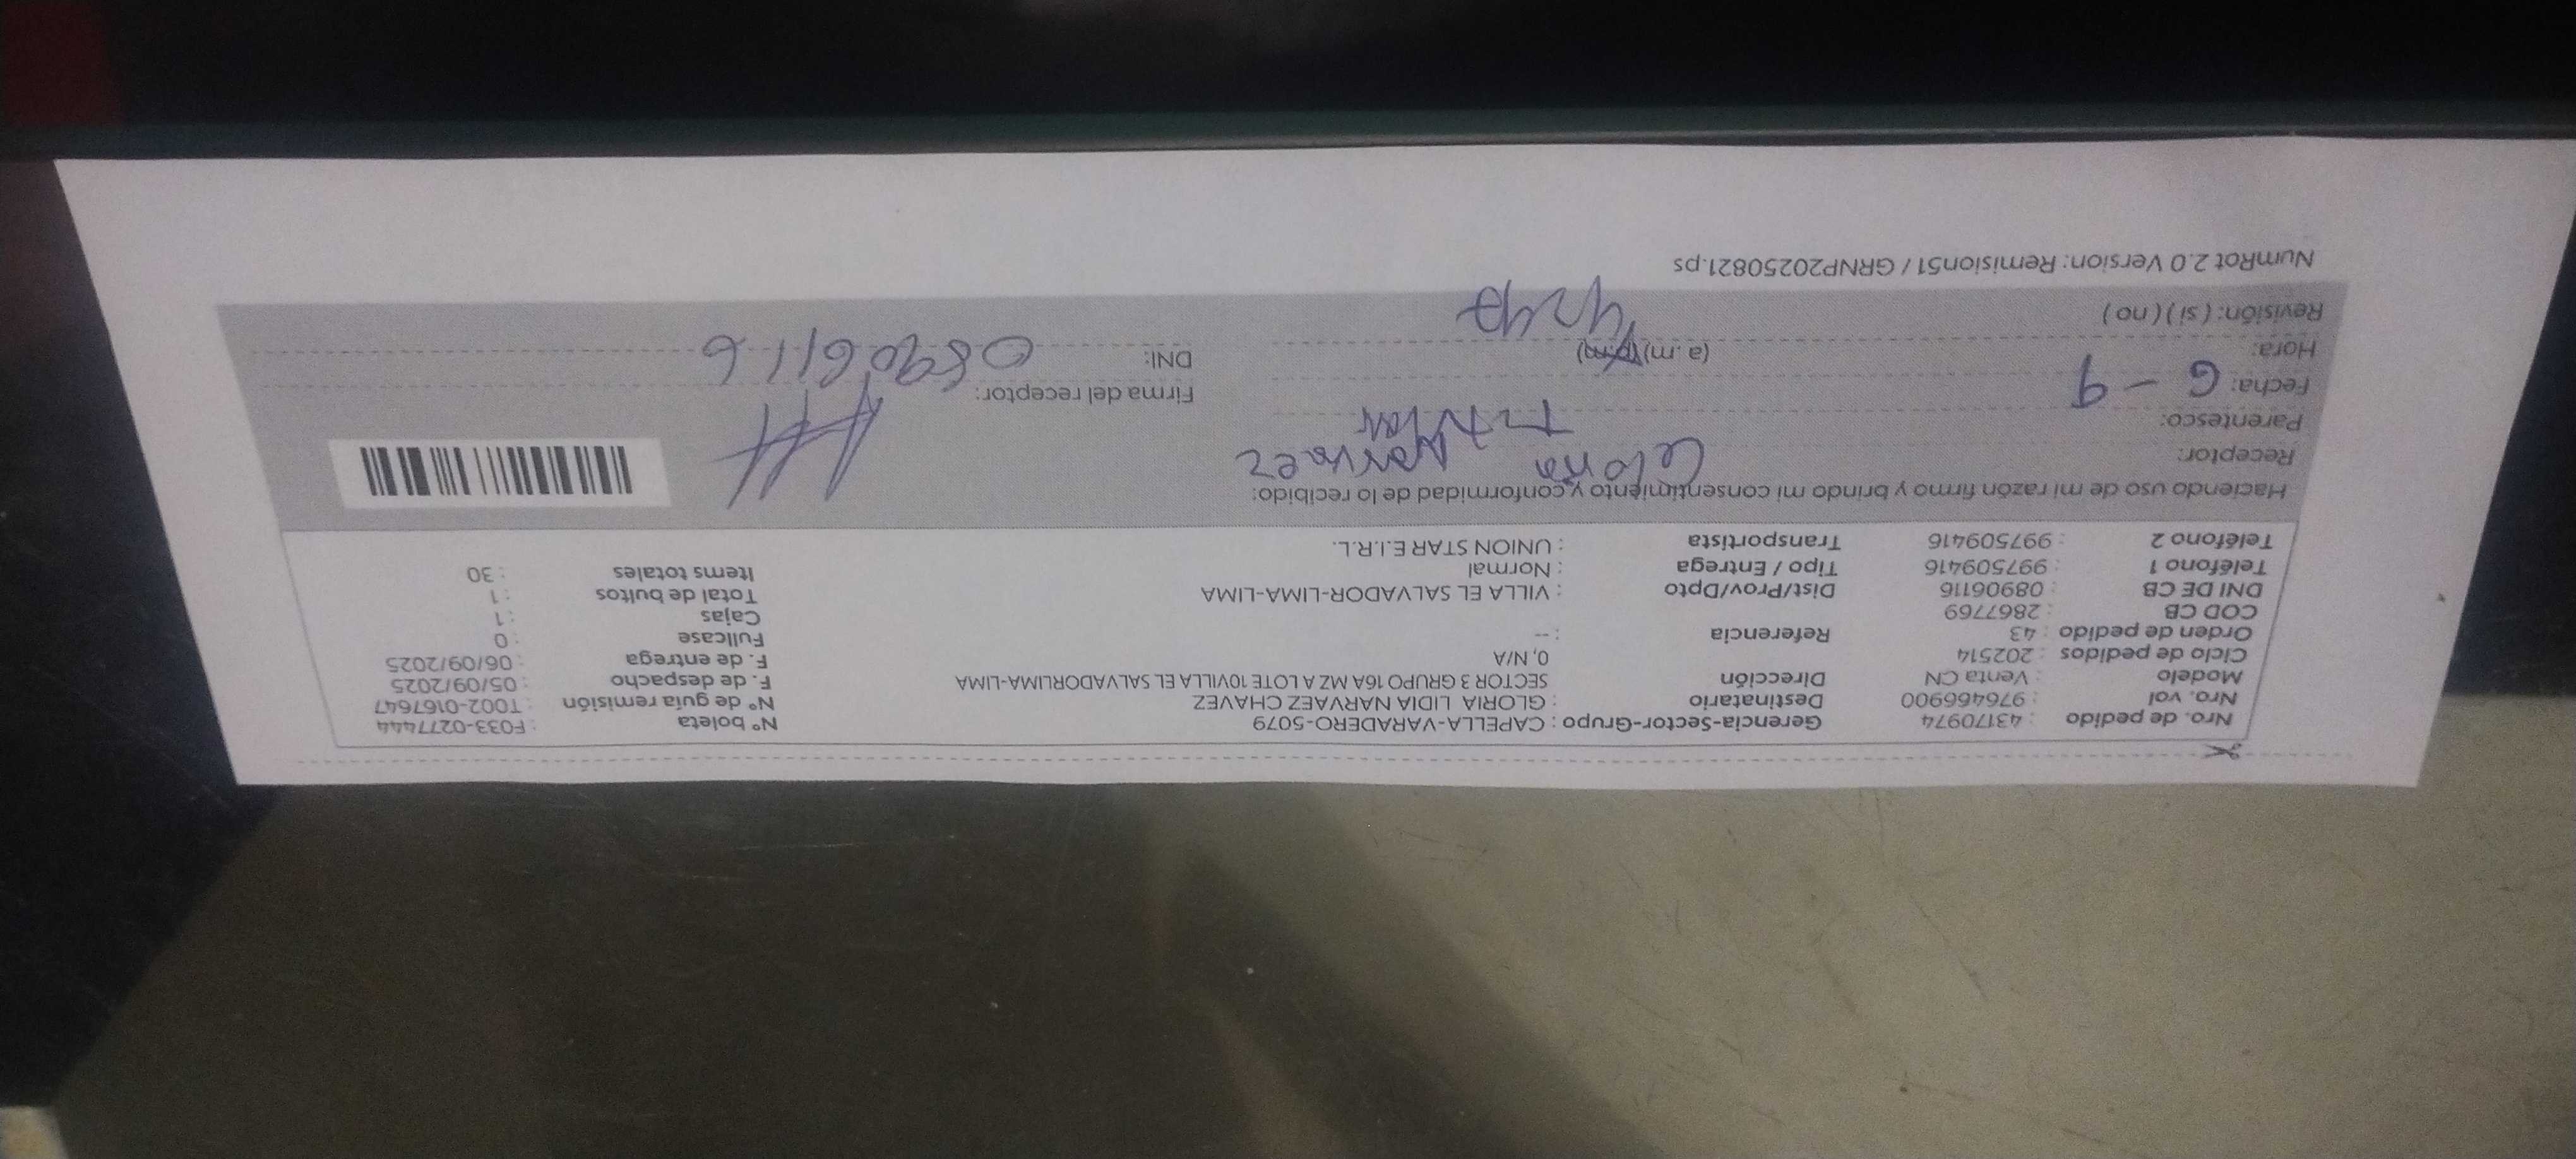 Nro. de pedido : 43170974 Gerencia-Sector-Grupo : CAPELLA-VARADERO-5079 N° boleta : F033-0277444
Nro. vol : 976466900 Destinatario : GLORIA LIDIA NARVAEZ CHAVEZ N° de guía remisión : T002-0167647
Modelo : Venta CN Dirección SECTOR 3 GRUPO 16A MZ A LOTE 10VILLA EL SALVADORLIMA-LIMA F. de despacho : 05/09/2025
Ciclo de pedidos : 202514 0, N/A F. de entrega : 06/09/2025
Orden de pedido : 43 Referencia : -- Fullcase : 0
COD CB : 2867769 Cajas : 1
DNI DE CB : 08906116 Dist/Prov/Dpto : VILLA EL SALVADOR-LIMA-LIMA Total de bultos : 1
Teléfono 1 : 997509416 Tipo / Entrega : Normal Items totales : 30
Teléfono 2 : 997509416 Transportista : UNION STAR E.I.R.L.
Haciendo uso de mi razón firmo y brindo mi consentimiento y conformidad de lo recibido:
Receptor: Narvaez
Parentesco: Titular
Fecha: 6 - 9 Firma del receptor:
Hora: (a.m) (p.m) DNI: 08906116
Revisión: ( si ) ( no )
NumRot 2.0 Version: Remision51 / GRNP20250821.ps